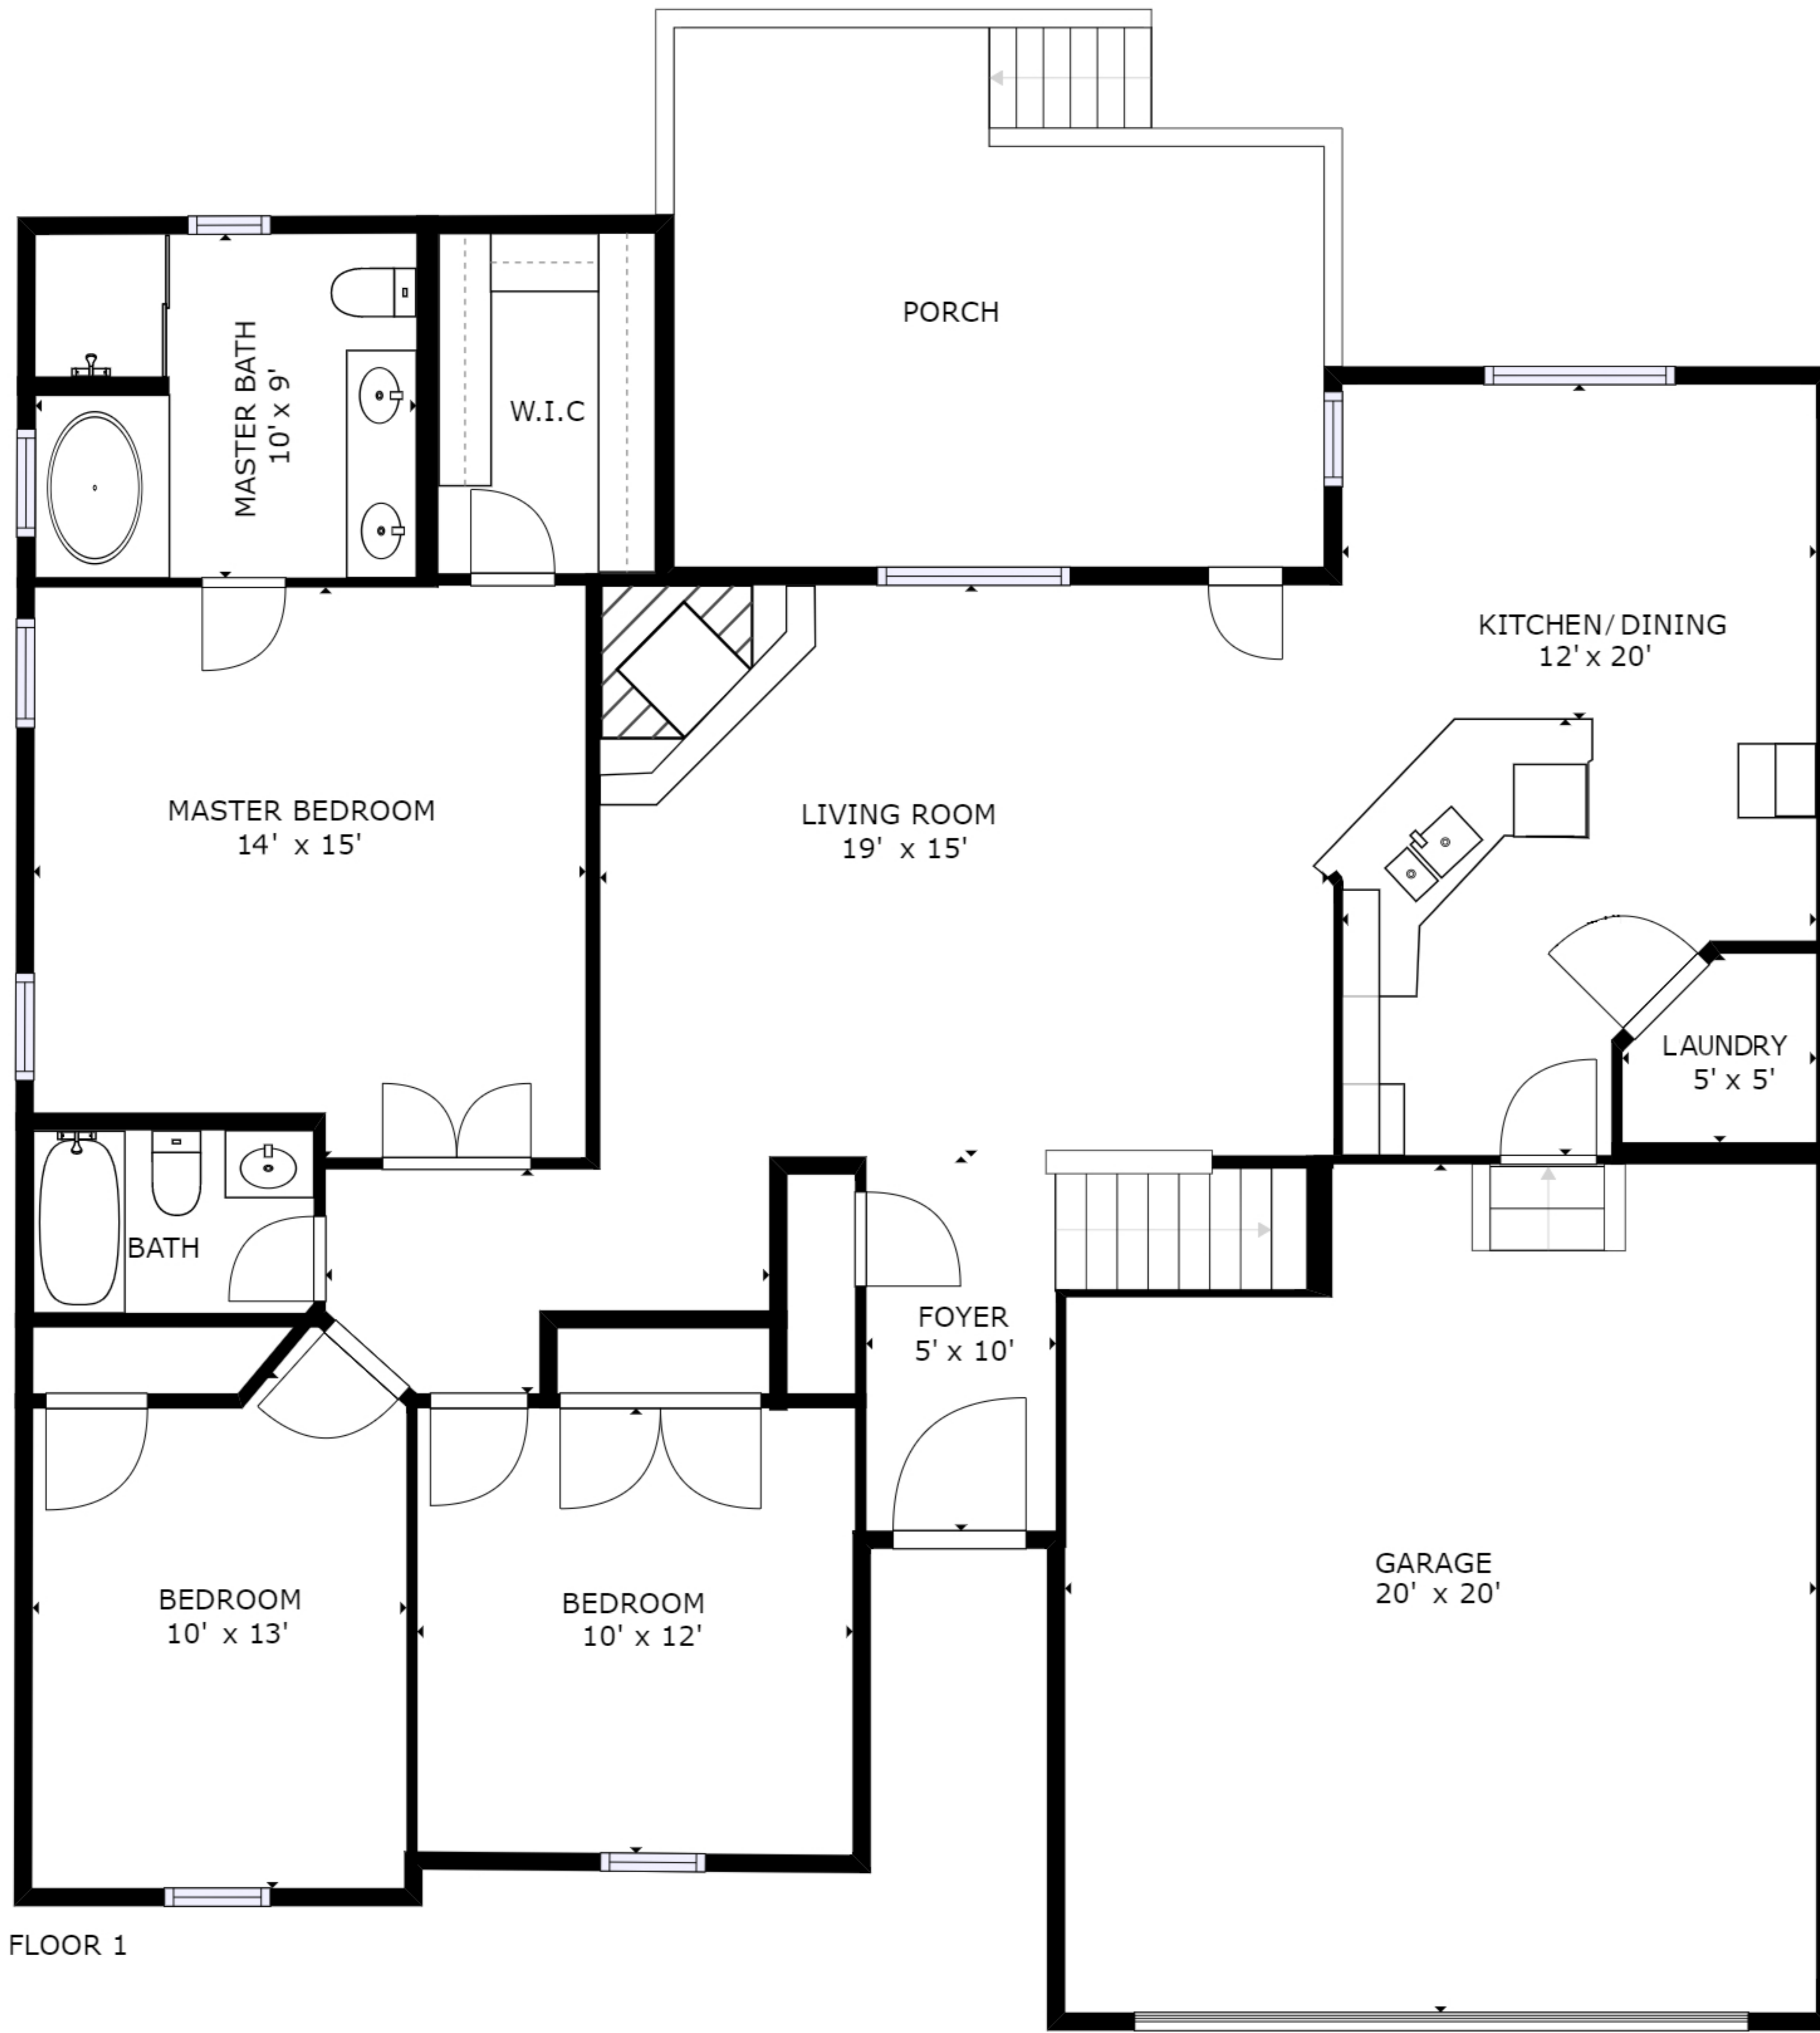 PORCH
MASTER BATH
10' x 9'
W.I.C
KITCHEN/DINING
12' x 20'
MASTER BEDROOM
14' x 15'
LIVING ROOM
19' x 15'
LAUNDRY
5' x 5'
BATH
FOYER
5' x 10'
BEDROOM
10' x 13'
BEDROOM
10' x 12'
GARAGE
20' x 20'
FLOOR 1